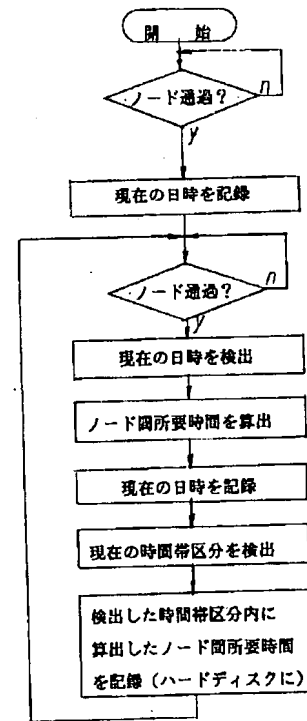 開 始
ノード通過?
n
y
現在の日時を記録
ノード通過?
n
y
現在の日時を検出
ノード間所要時間を算出
現在の日時を記録
現在の時間帯区分を検出
検出した時間帯区分内に
算出したノード間所要時間
を記録(ハードディスクに)